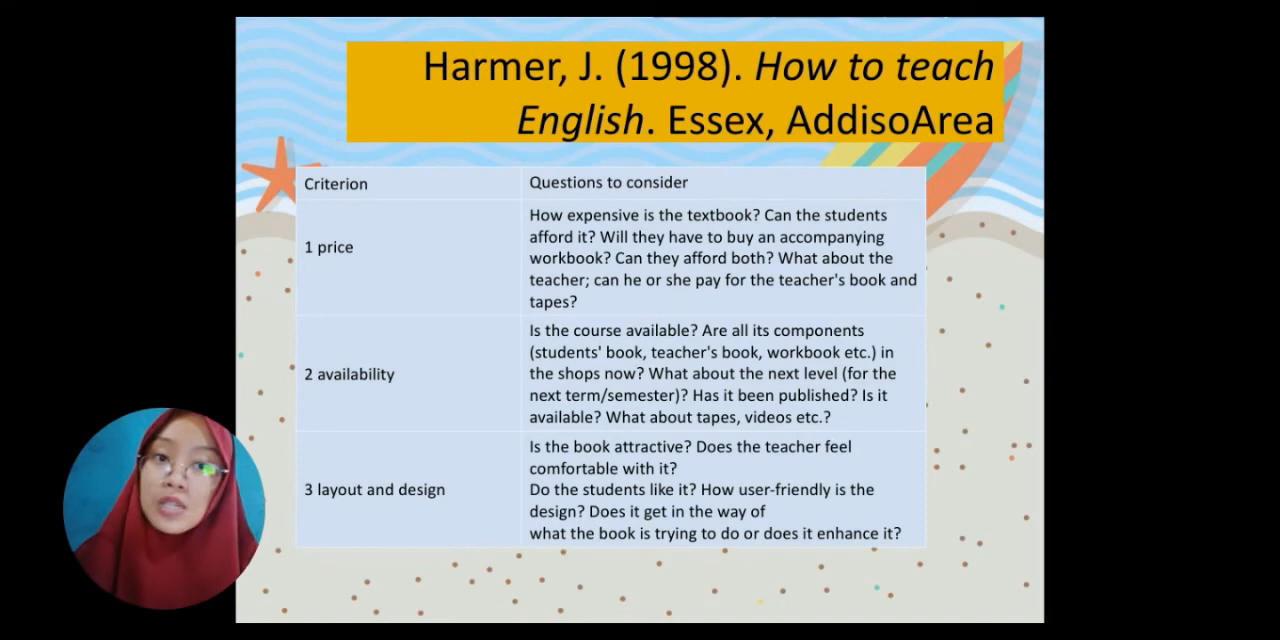 Harmer, J. (1998). How to teach
English. Essex, AddisoArea
Criterion
Questions to consider
1 price
How expensive is the textbook? Can the students
afford it? Will they have to buy an accompanying
workbook? Can they afford both? What about the
teacher; can he or she pay for the teacher's book and
tapes?
2 availability
Is the course available? Are all its components
(students' book, teacher's book, workbook etc.) in
the shops now? What about the next level (for the
next term/semester)? Has it been published? Is it
available? What about tapes, videos etc.?
3 layout and design
Is the book attractive? Does the teacher feel
comfortable with it?
Do the students like it? How user-friendly is the
design? Does it get in the way of
what the book is trying to do or does it enhance it?